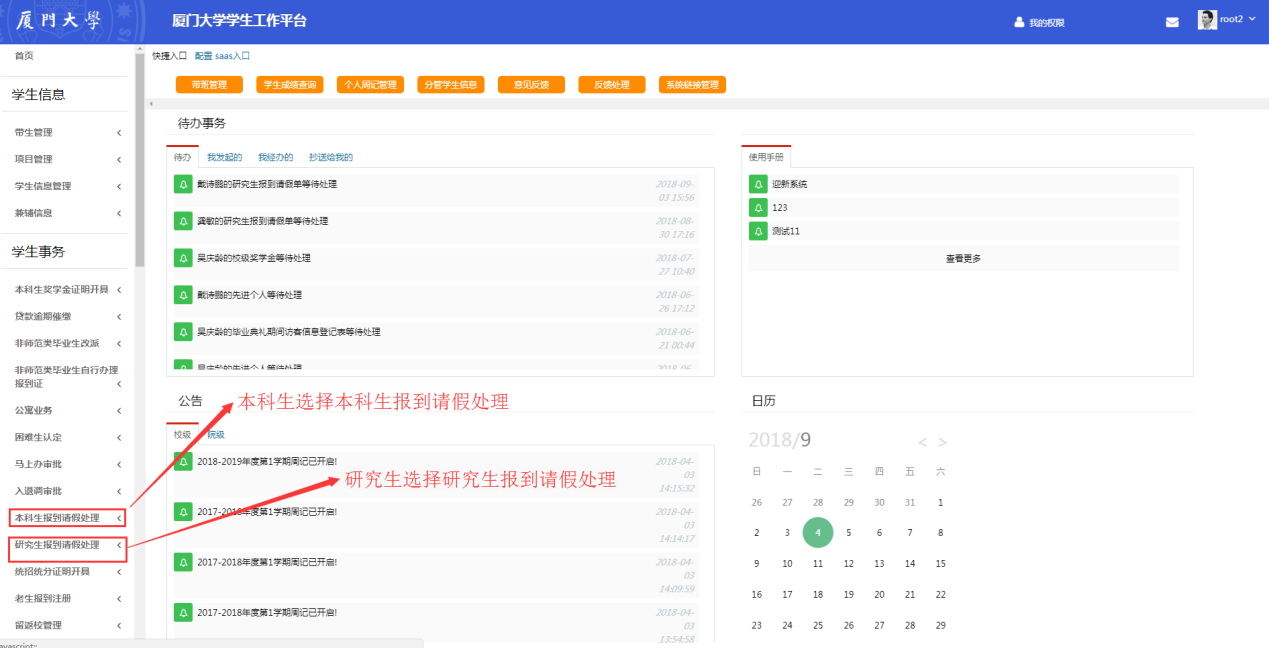 厦門大學
厦门大学学生工作平台
我的权限
root2
首页
快捷入口 配置 saas入口
带班管理 学生成绩查询 个人周记管理 分管学生信息 意见反馈 反馈处理 系统链接管理
学生信息
带生管理
项目管理
学生信息管理
兼辅信息
学生事务
本科生奖学金证明开具
贷款逾期催缴
非师范类毕业生改派
非师范类毕业生自行办理
报到证
公寓业务
困难生认定
马上办审批
入退调审批
本科生报到请假处理
研究生报到请假处理
统招统分证明开具
老生报到注册
留返校管理
javascript:;
待办事务
待办 我发起的 我经办的 抄送给我的
戴诗鹏的研究生报到请假单等待处理
2018-09-
03 15:56
龚敏的研究生报到请假单等待处理
2018-08-
30 17:16
吴庆龄的校级奖学金等待处理
2018-07-
27 10:40
戴诗鹏的先进个人等待处理
2018-06-
26 17:12
吴庆龄的毕业典礼期间访客信息登记表等待处理
2018-06-
21 00:44
吴庆龄的先进个人等待处理
2018-06-
使用手册
迎新系统
123
测试11
查看更多
公告
本科生选择本科生报到请假处理
校级 院级
2018-2019年度第1学期周记已开启!
2018-04-
03
14:15:32
研究生选择研究生报到请假处理
2017-2018年度第1学期周记已开启!
2018-04-
03
14:14:17
2017-2018年度第1学期周记已开启!
2018-04-
03
14:09:59
2017-2018年度第1学期周记已开启!
2018-04-
03
13:54:58
日历
2018/9 < >
日 一 二 三 四 五 六
26 27 28 29 30 31 1
2 3 4 5 6 7 8
9 10 11 12 13 14 15
16 17 18 19 20 21 22
23 24 25 26 27 28 29